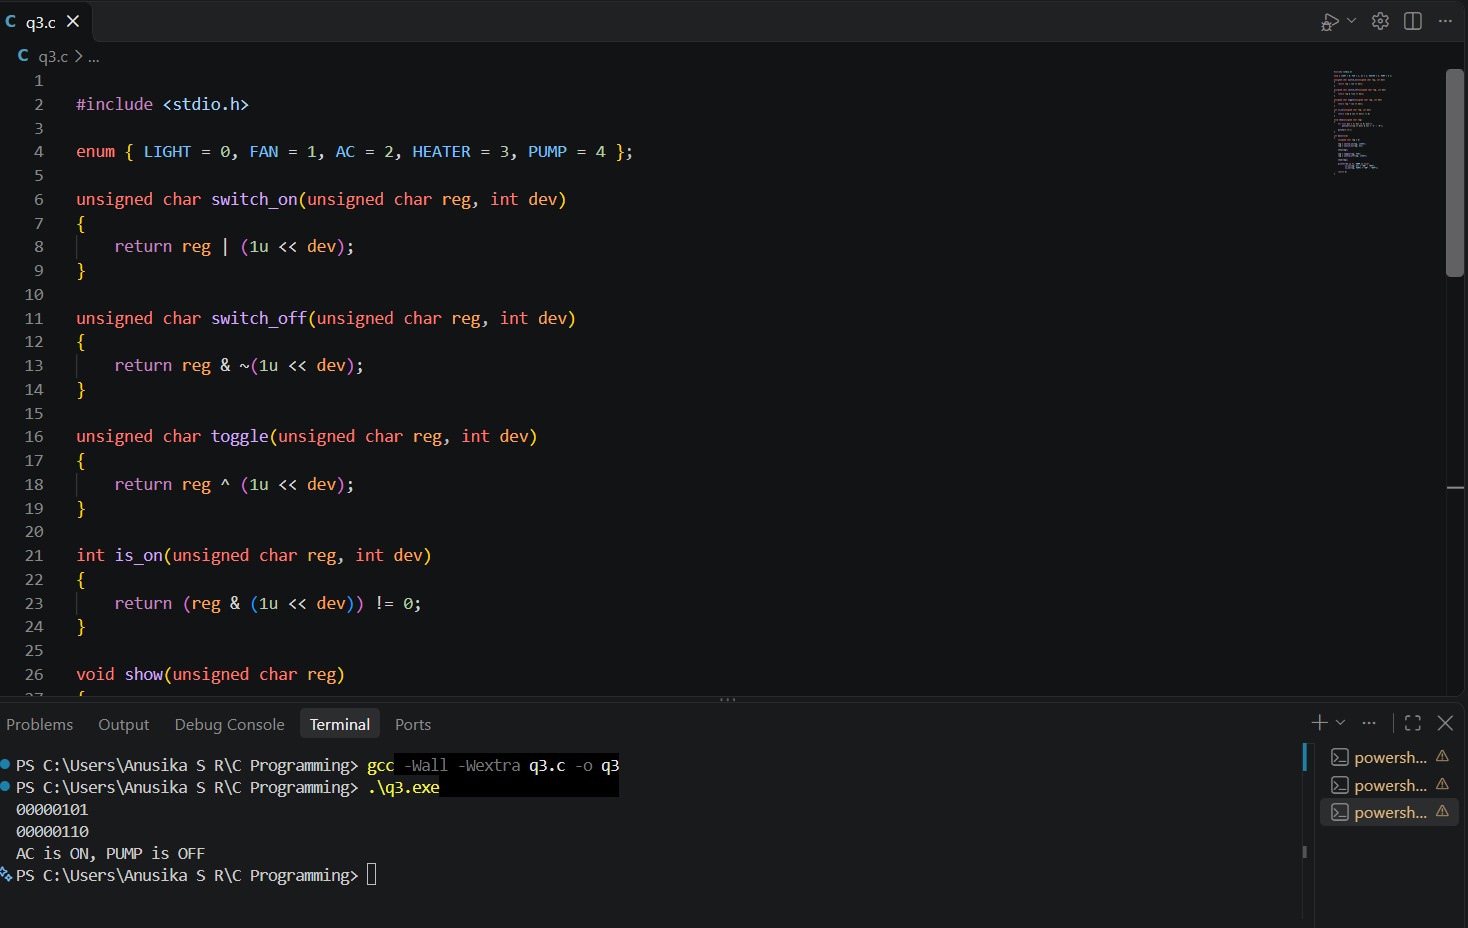 q3.c
q3.c > ...
1
2 #include <stdio.h>
3
4 enum { LIGHT = 0, FAN = 1, AC = 2, HEATER = 3, PUMP = 4 };
5
6 unsigned char switch_on(unsigned char reg, int dev)
7 {
8     return reg | (1u << dev);
9 }
10
11 unsigned char switch_off(unsigned char reg, int dev)
12 {
13     return reg & ~(1u << dev);
14 }
15
16 unsigned char toggle(unsigned char reg, int dev)
17 {
18     return reg ^ (1u << dev);
19 }
20
21 int is_on(unsigned char reg, int dev)
22 {
23     return (reg & (1u << dev)) != 0;
24 }
25
26 void show(unsigned char reg)
27 {
Problems Output Debug Console Terminal Ports
PS C:\Users\Anusika S R\C Programming> gcc -Wall -Wextra q3.c -o q3
PS C:\Users\Anusika S R\C Programming> .\q3.exe
00000101
00000110
AC is ON, PUMP is OFF
PS C:\Users\Anusika S R\C Programming>
powersh...
powersh...
powersh...